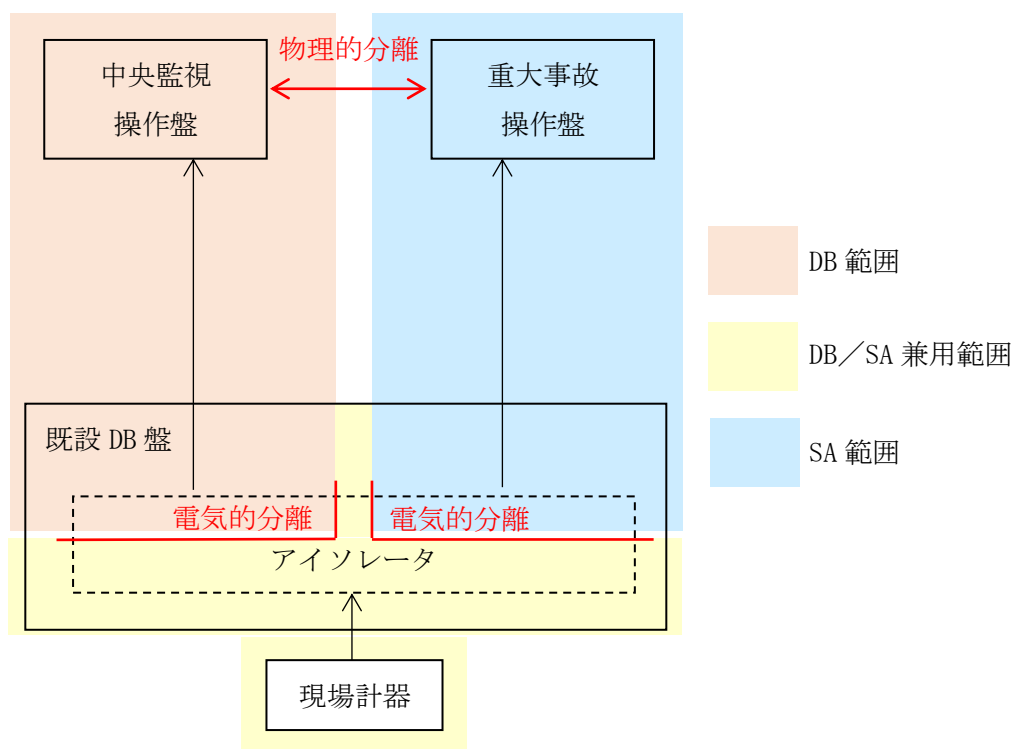 物理的分離
中央監視
操作盤
重大事故
操作盤
DB 範囲
DB／SA 兼用範囲
SA 範囲
既設 DB 盤
電気的分離
電気的分離
アイソレータ
現場計器